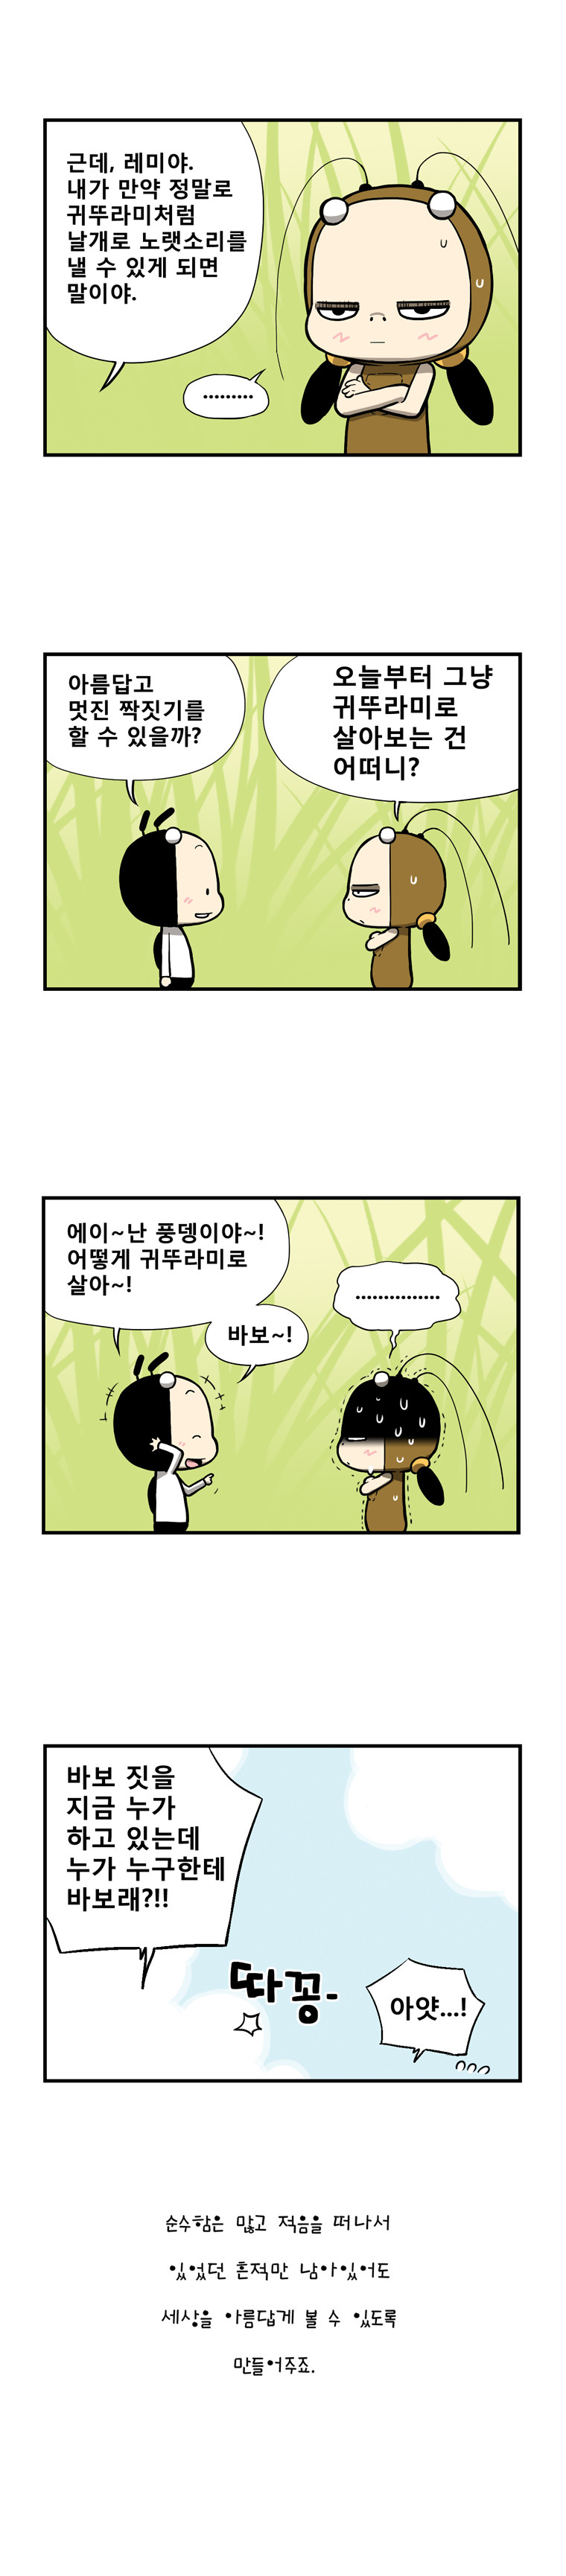 근데, 레미야.
내가 만약 정말로
귀뚜라미처럼
날개로 노랫소리를
낼 수 있게 되면
말이야.
………
아름답고
멋진 짝짓기를
할 수 있을까?
오늘부터 그냥
귀뚜라미로
살아보는 건
어떠니?
에이~난 풍뎅이야~!
어떻게 귀뚜라미로
살아~!
바보~!
……………
바보 짓을
지금 누가
하고 있는데
누가 누구한테
바보래?!!
따꽁-
아얏...!
순수함은 많고 적음을 떠나서
있었던 흔적만 남아있어도
세상을 아름답게 볼 수 있도록
만들어주죠.